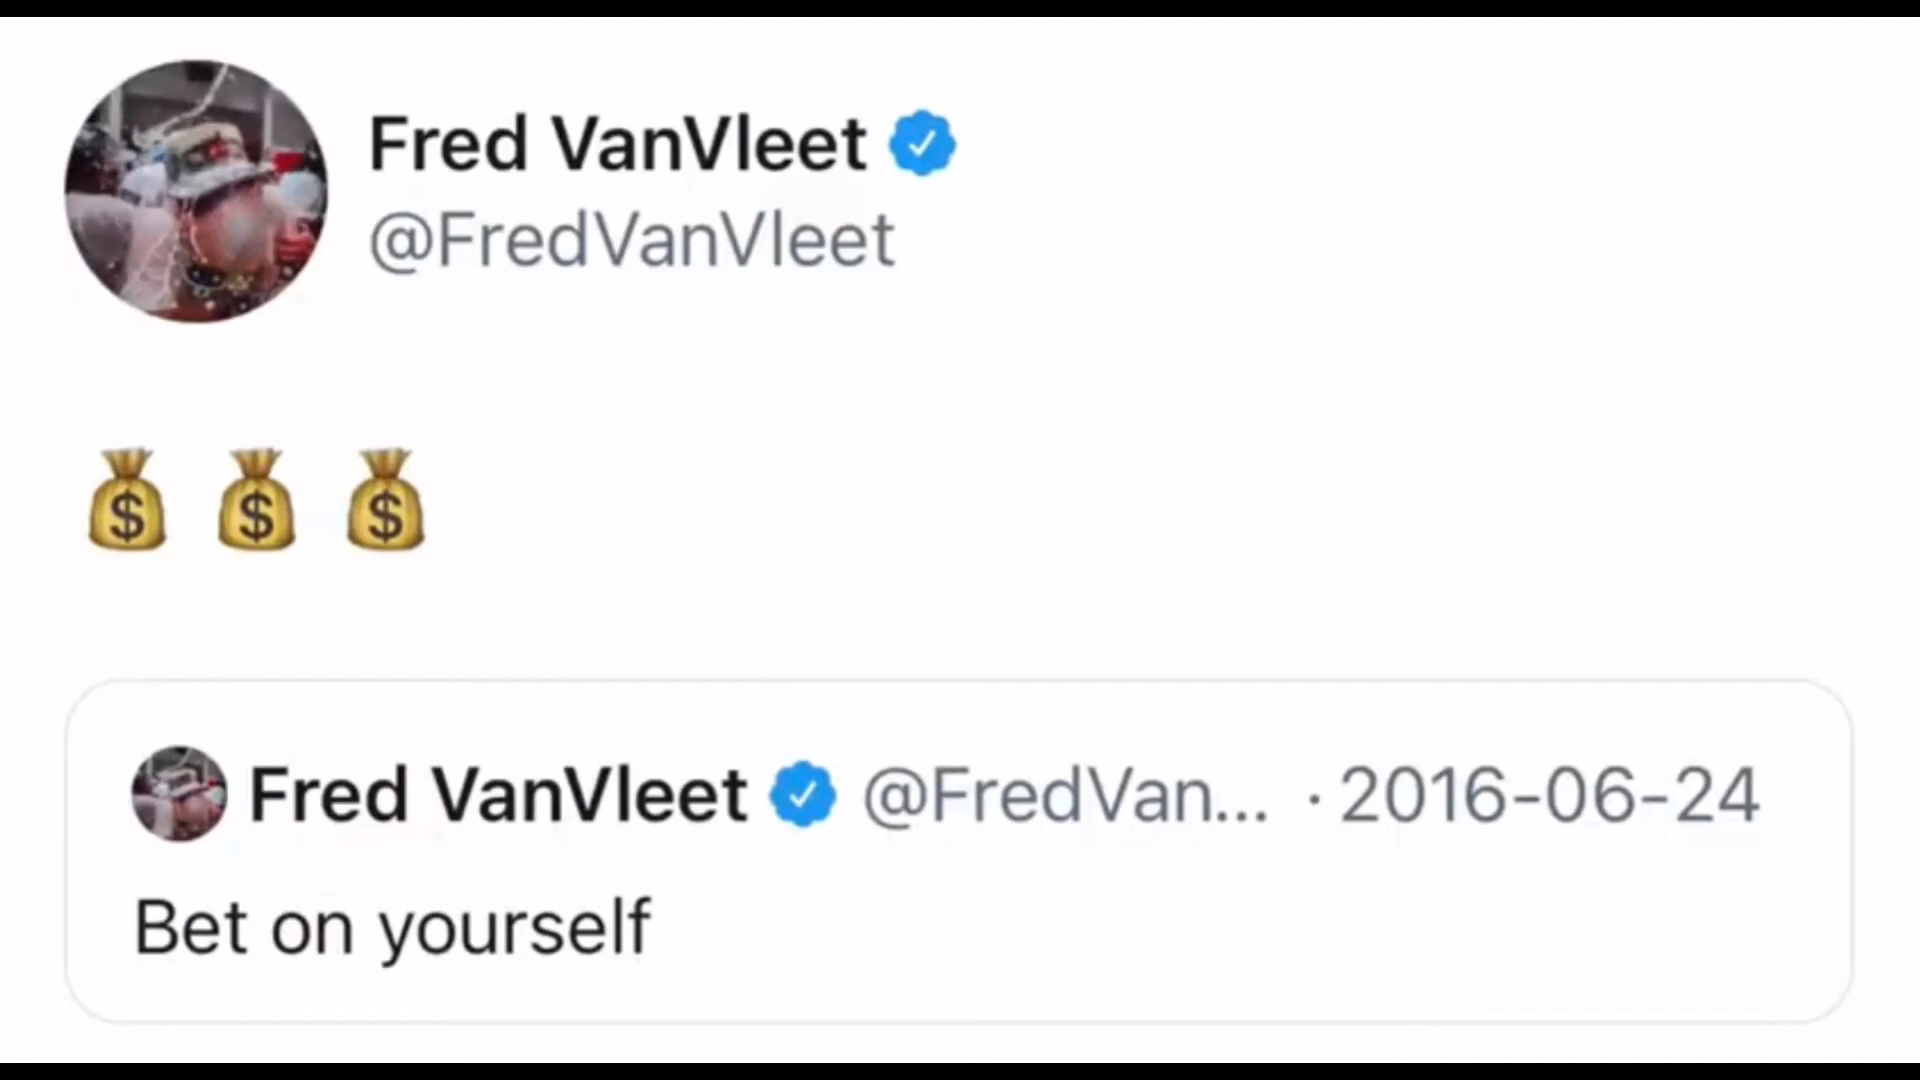 Fred VanVleet
@FredVanVleet
💰 💰 💰
Fred VanVleet @FredVan... · 2016-06-24
Bet on yourself